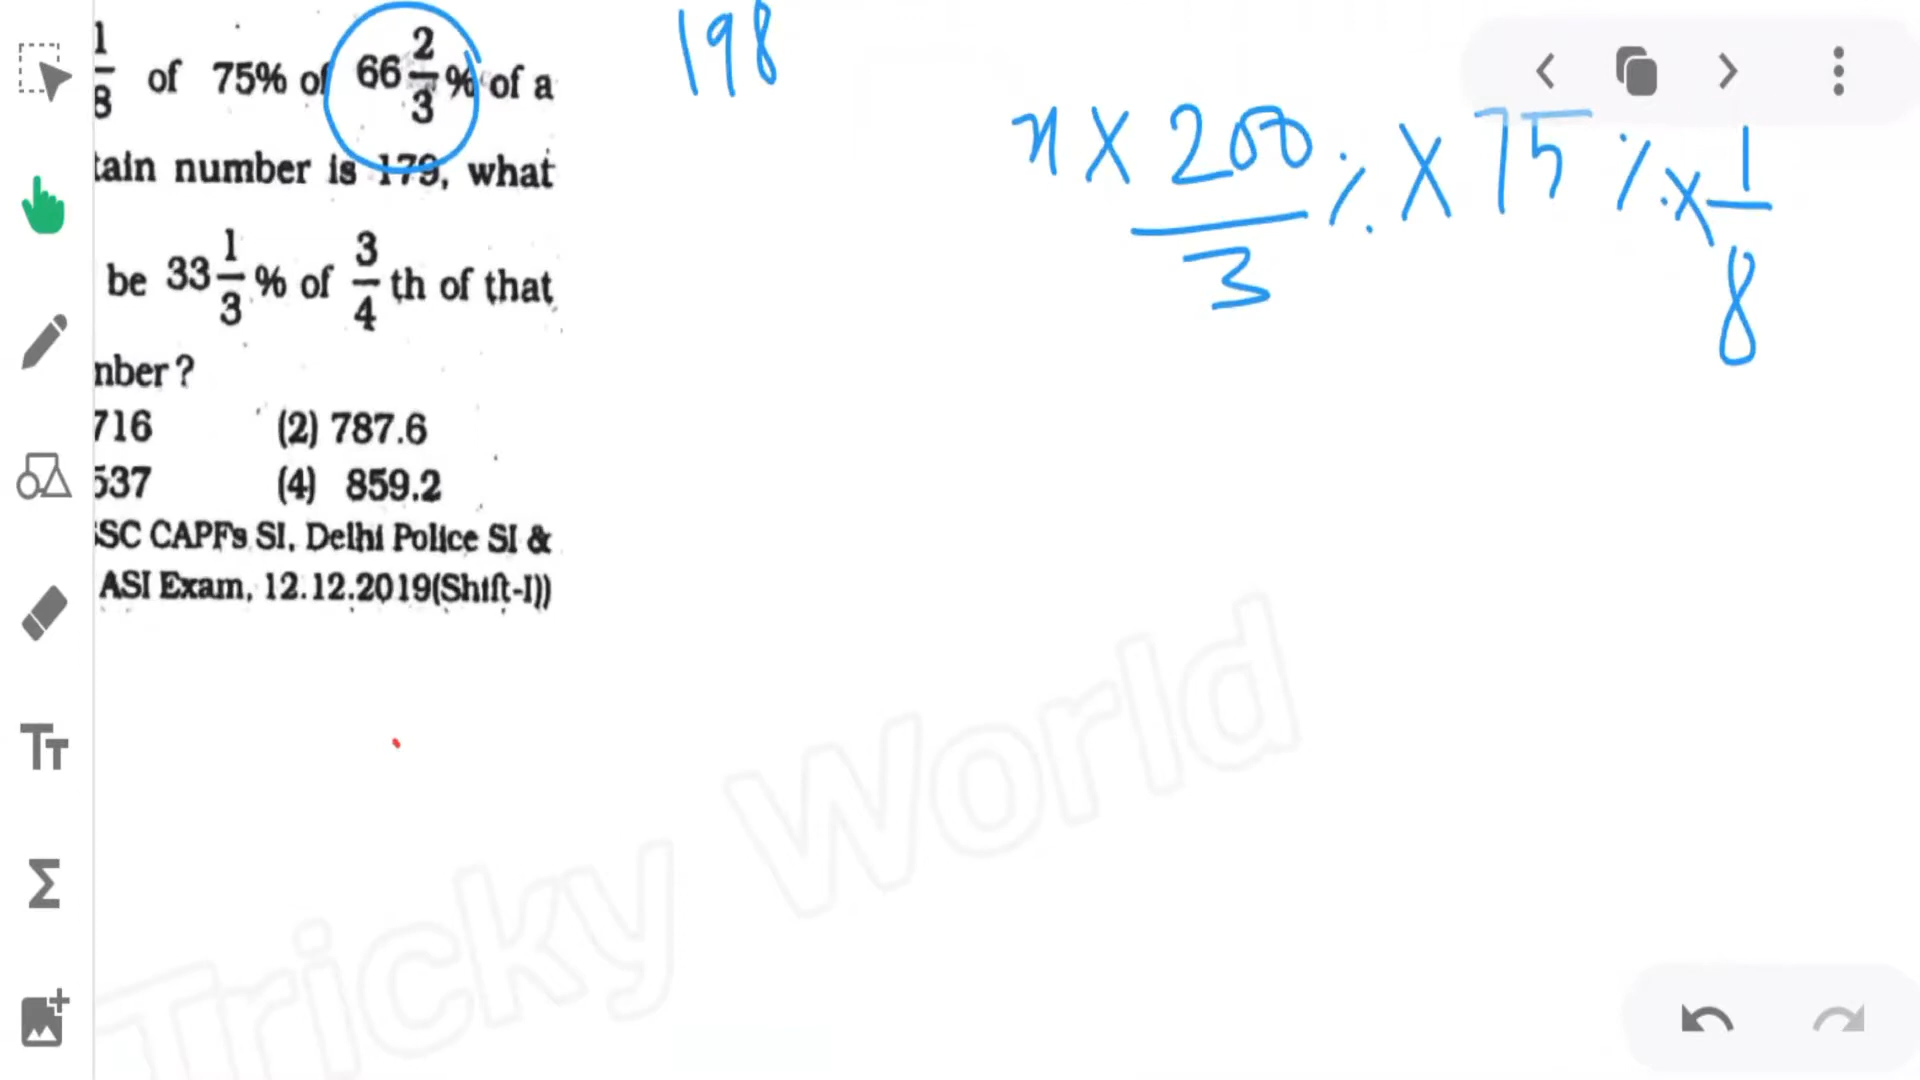 1/8 of 75% of 66 2/3 % of a
tain number is 179, what
be 33 1/3 % of 3/4 th of that
nber ?
716 (2) 787.6
537 (4) 859.2
SSC CAPFs SI, Delhi Police SI &
ASI Exam, 12.12.2019(Shift-I))
198
x × 200/3 % × 75 % × 1/8
Tricky World